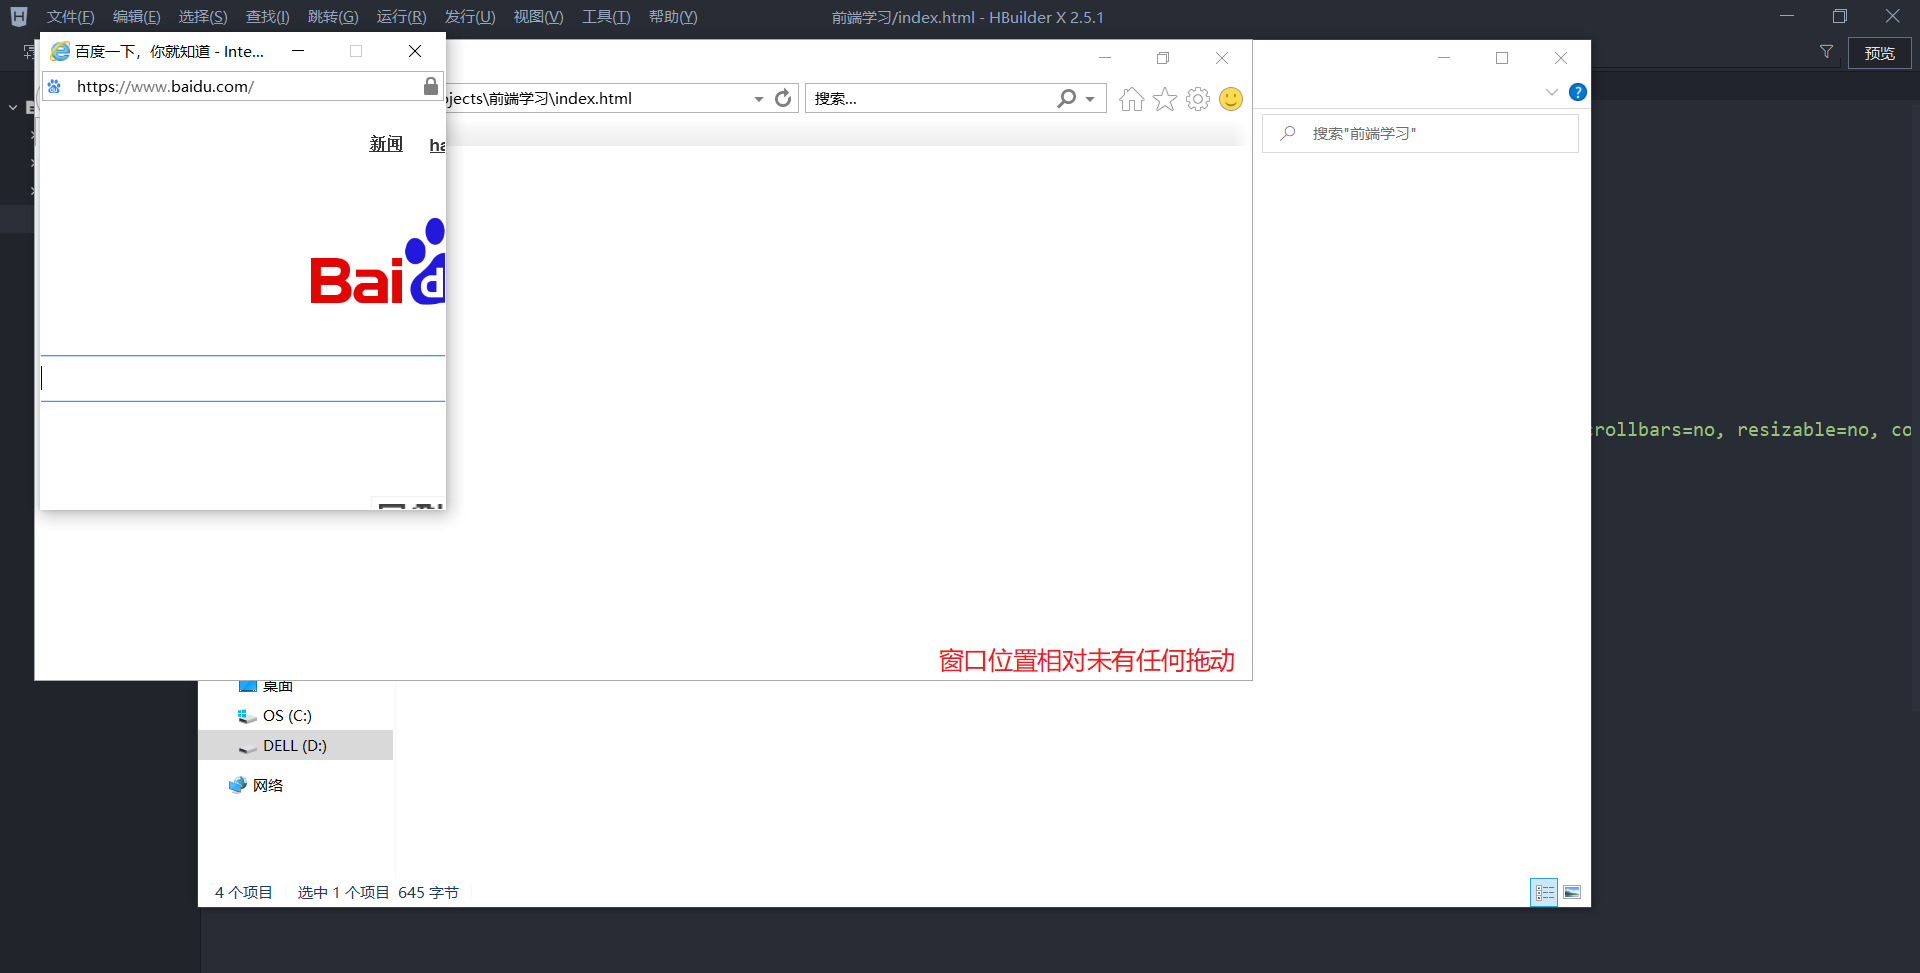 文件(F) 编辑(E) 选择(S) 查找(I) 跳转(G) 运行(R) 发行(U) 视图(V) 工具(T) 帮助(Y) 前端学习/index.html - HBuilder X 2.5.1
百度一下，你就知道 - Inte...
预览
https://www.baidu.com/
jects\前端学习\index.html
搜索...
搜索"前端学习"
新闻 ha
Baid
rollbars=no, resizable=no, co
窗口位置相对未有任何拖动
桌面
OS (C:)
DELL (D:)
网络
4 个项目 选中 1 个项目 645 字节